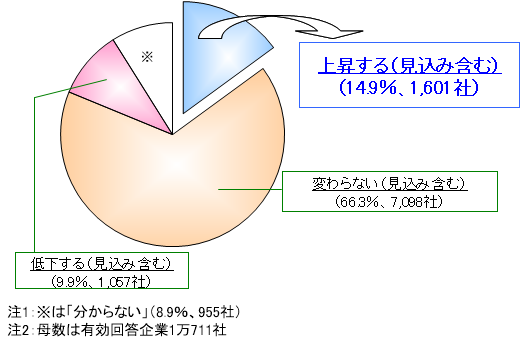 ※
上昇する(見込み含む)
(14.9%、1,601社)
変わらない(見込み含む)
(66.3%、7,098社)
低下する(見込み含む)
(9.9%、1,057社)
注1:※は「分からない」(8.9%、955社)
注2:母数は有効回答企業1万711社